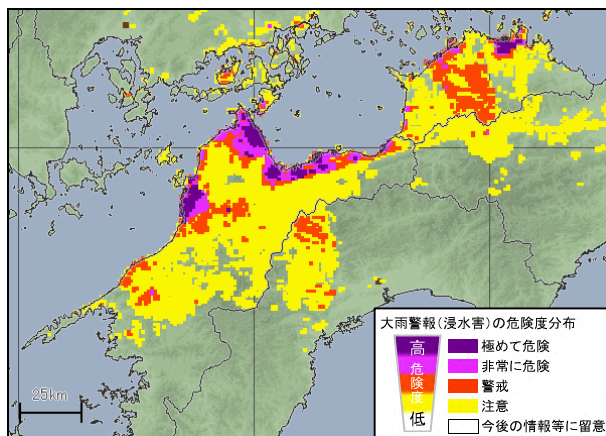 大雨警報(浸水害)の危険度分布
高
危険度
低
極めて危険
非常に危険
警戒
注意
今後の情報等に留意
25km